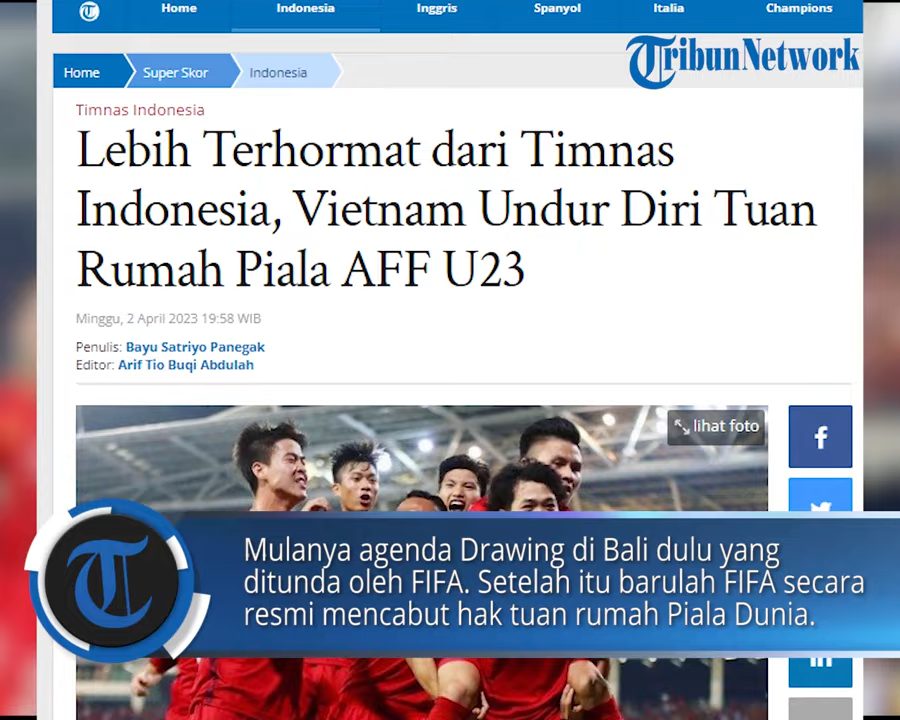 Home Indonesia Inggris Spanyol Italia Champions
TribunNetwork
Home Super Skor Indonesia
Timnas Indonesia
Lebih Terhormat dari Timnas
Indonesia, Vietnam Undur Diri Tuan
Rumah Piala AFF U23
Minggu, 2 April 2023 19:58 WIB
Penulis: Bayu Satriyo Panegak
Editor: Arif Tio Buqi Abdulah
lihat foto
Mulanya agenda Drawing di Bali dulu yang
ditunda oleh FIFA. Setelah itu barulah FIFA secara
resmi mencabut hak tuan rumah Piala Dunia.